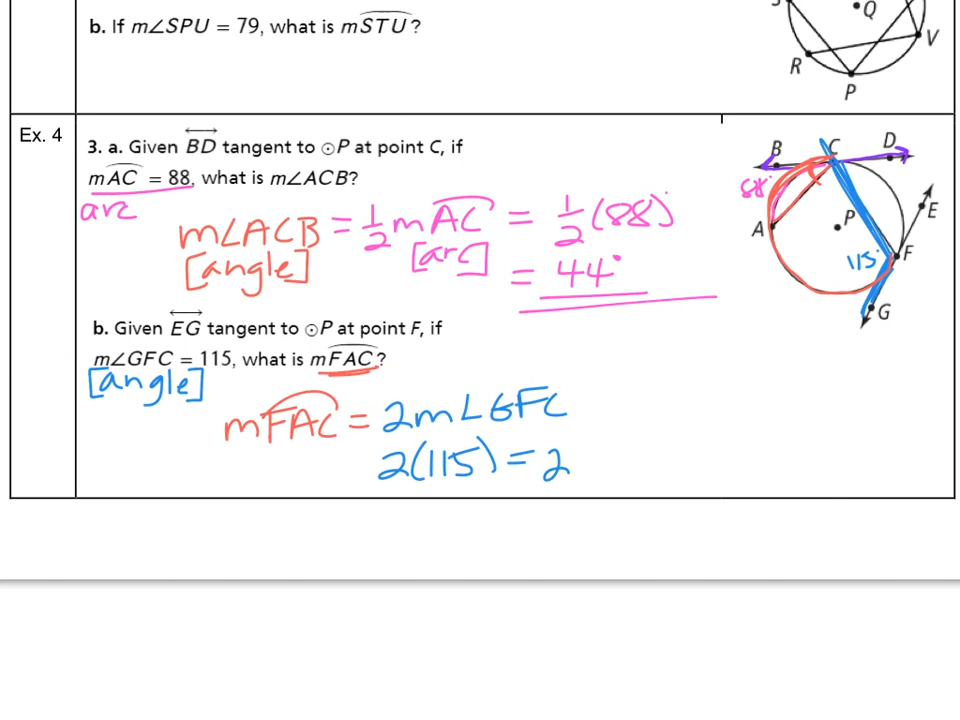 b. If m∠SPU = 79, what is mSTU?
Q
V
R
P
Ex. 4
3. a. Given BD tangent to ⊙P at point C, if
mAC = 88, what is m∠ACB?
arc
m∠ACB = 1/2 mAC = 1/2 (88)°
[angle] [arc] = 44°
B
C
D
88°
E
P
A
F
115°
G
b. Given EG tangent to ⊙P at point F, if
m∠GFC = 115, what is mFAC?
[angle]
mFAC = 2m∠GFC
2(115) = 2